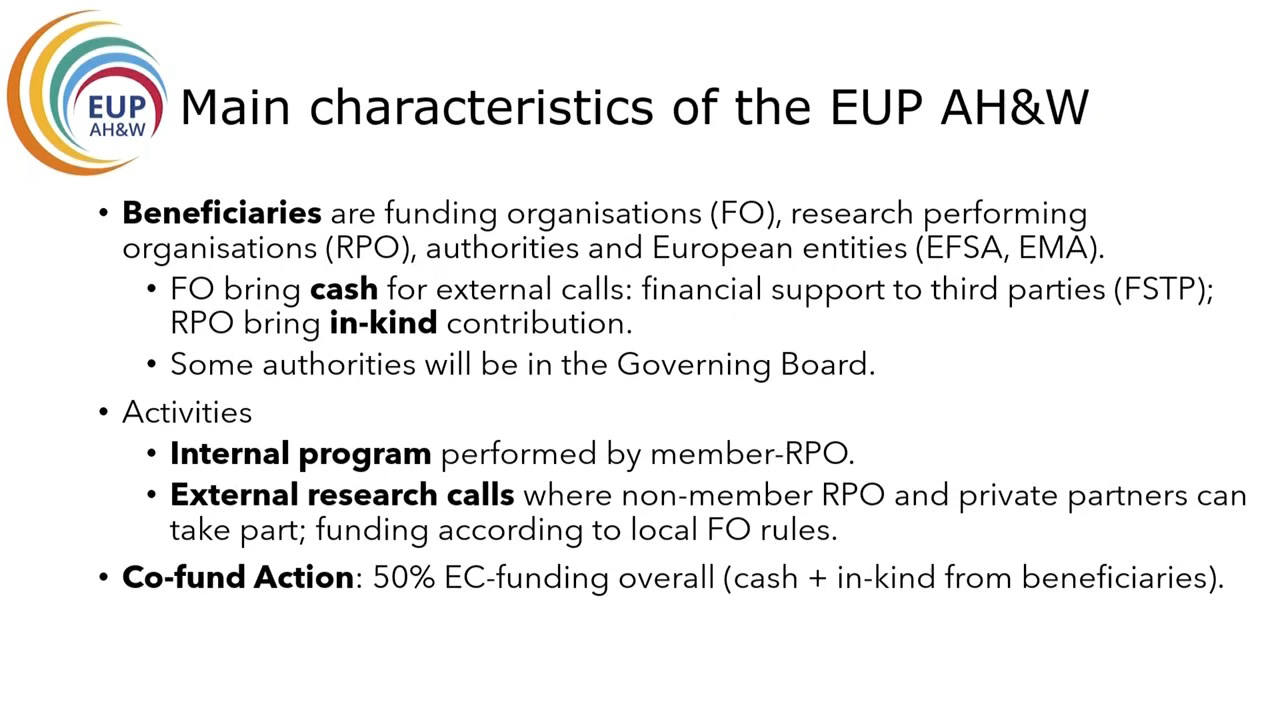 EUP
AH&W
Main characteristics of the EUP AH&W
• Beneficiaries are funding organisations (FO), research performing
organisations (RPO), authorities and European entities (EFSA, EMA).
• FO bring cash for external calls: financial support to third parties (FSTP);
RPO bring in-kind contribution.
• Some authorities will be in the Governing Board.
• Activities
• Internal program performed by member-RPO.
• External research calls where non-member RPO and private partners can
take part; funding according to local FO rules.
• Co-fund Action: 50% EC-funding overall (cash + in-kind from beneficiaries).